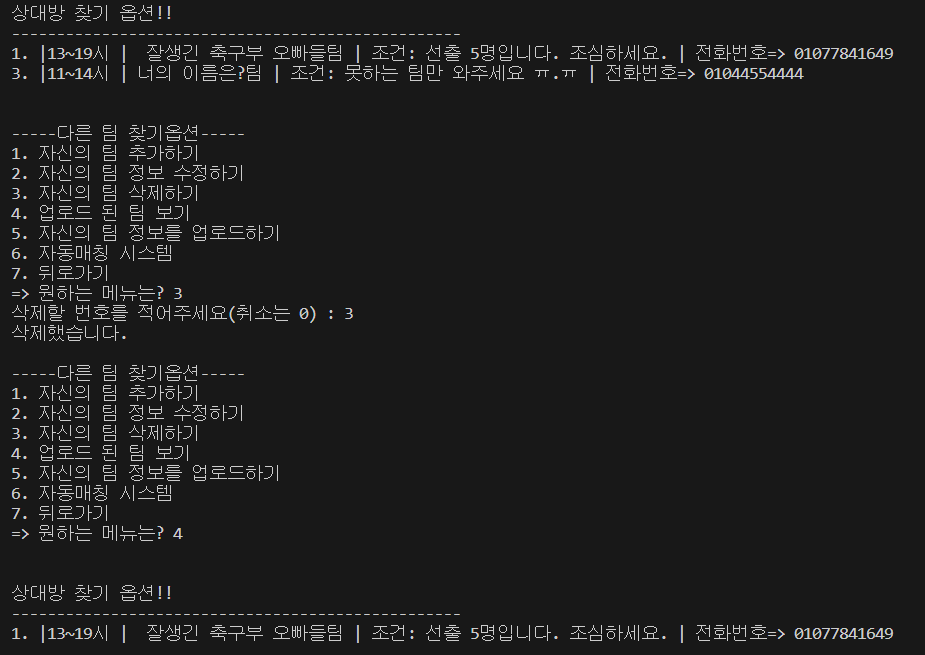 상대방 찾기 옵션!!
--------------------------------------------------
1. |13~19시 |  잘생긴 축구부 오빠들팀 | 조건: 선출 5명입니다. 조심하세요. | 전화번호=> 01077841649
3. |11~14시 | 너의 이름은?팀 | 조건: 못하는 팀만 와주세요 ㅠ.ㅠ | 전화번호=> 01044554444
-----다른 팀 찾기옵션-----
1. 자신의 팀 추가하기
2. 자신의 팀 정보 수정하기
3. 자신의 팀 삭제하기
4. 업로드 된 팀 보기
5. 자신의 팀 정보를 업로드하기
6. 자동매칭 시스템
7. 뒤로가기
=> 원하는 메뉴는? 3
삭제할 번호를 적어주세요(취소는 0) : 3
삭제했습니다.
-----다른 팀 찾기옵션-----
1. 자신의 팀 추가하기
2. 자신의 팀 정보 수정하기
3. 자신의 팀 삭제하기
4. 업로드 된 팀 보기
5. 자신의 팀 정보를 업로드하기
6. 자동매칭 시스템
7. 뒤로가기
=> 원하는 메뉴는? 4
상대방 찾기 옵션!!
--------------------------------------------------
1. |13~19시 |  잘생긴 축구부 오빠들팀 | 조건: 선출 5명입니다. 조심하세요. | 전화번호=> 01077841649